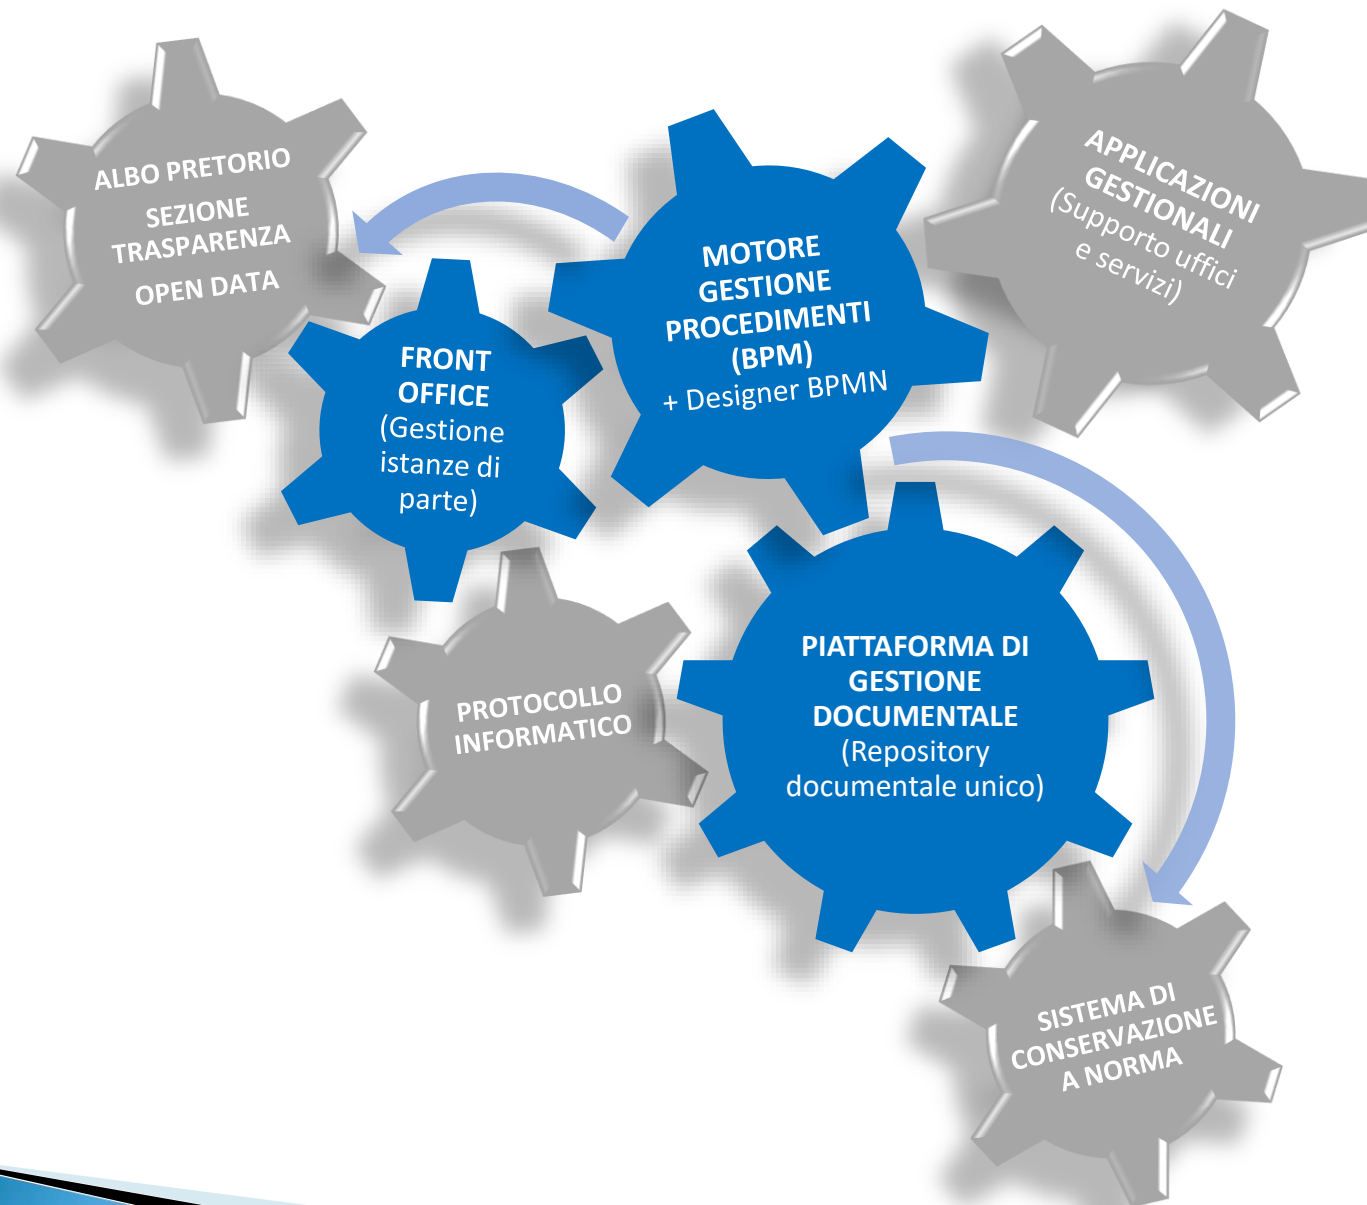 ALBO PRETORIO
SEZIONE
TRASPARENZA
OPEN DATA
FRONT
OFFICE
(Gestione
istanze di
parte)
MOTORE
GESTIONE
PROCEDIMENTI
(BPM)
+ Designer BPMN
APPLICAZIONI
GESTIONALI
(Supporto uffici
e servizi)
PROTOCOLLO
INFORMATICO
PIATTAFORMA DI
GESTIONE
DOCUMENTALE
(Repository
documentale unico)
SISTEMA DI
CONSERVAZIONE
A NORMA